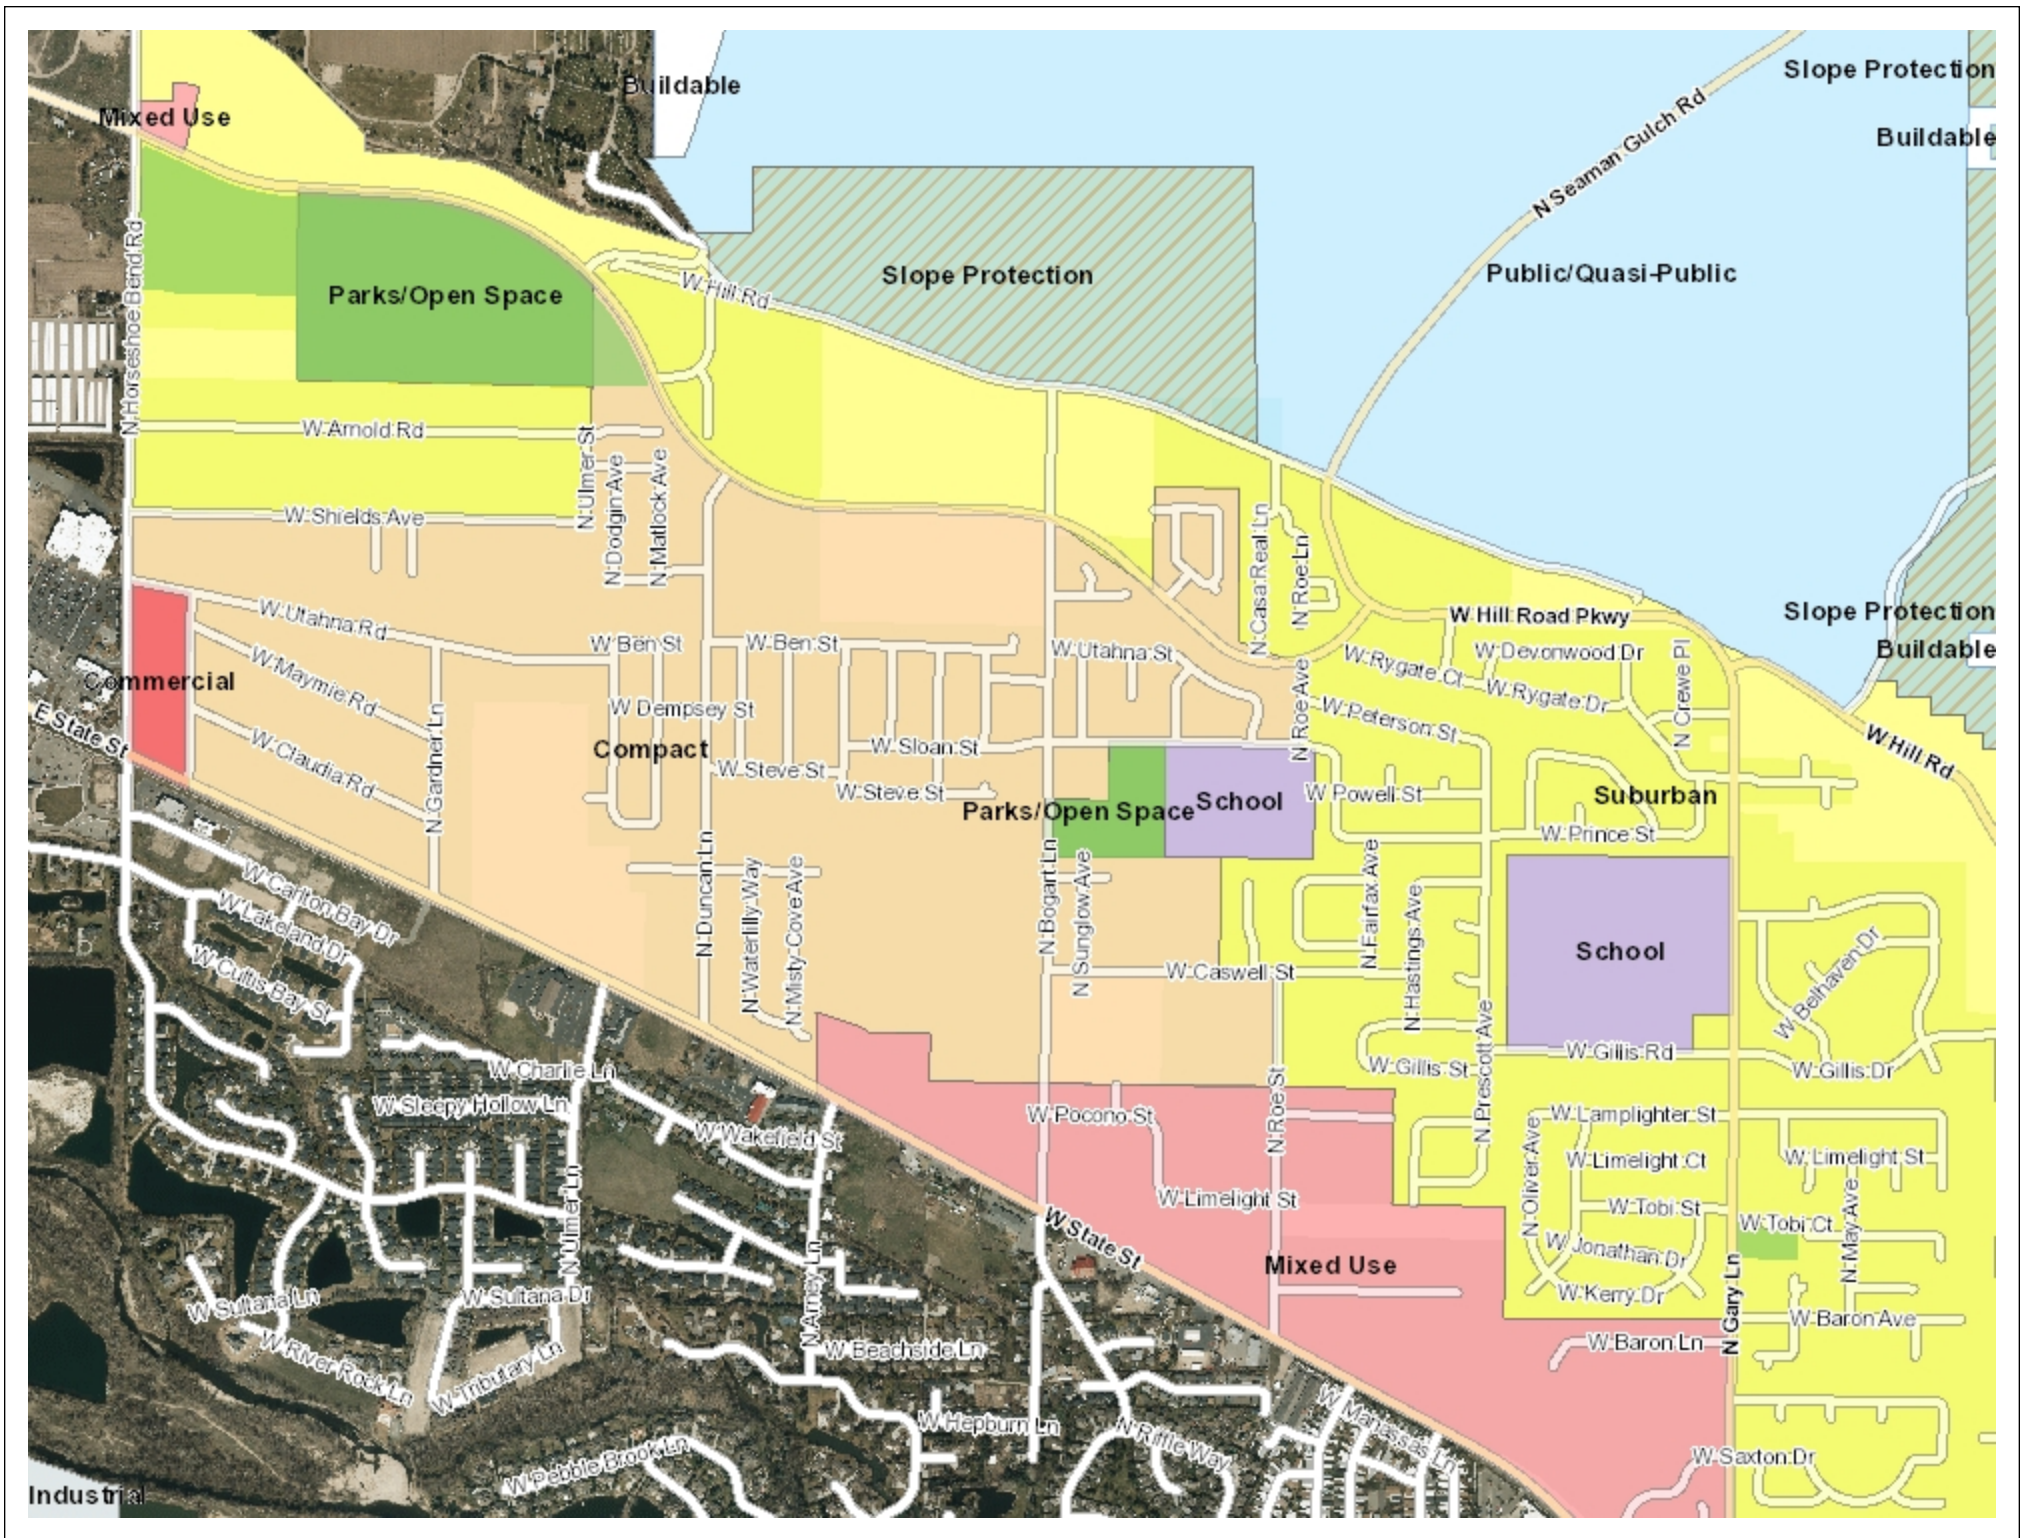 Slope Protection
Buildable
Mixed Use
N Seaman Gulch Rd
Buildable
N Horseshoe Bend Rd
Slope Protection
Public/Quasi-Public
Parks/Open Space
W Hill Rd
W Arnold Rd
N Ulmer St
N Dodgin Ave
N Matlock Ave
W Shields Ave
N Casa Real Ln
N Roe Ln
W Utahna Rd
W Ben St
W Ben St
W Utahna St
W Hill Road Pkwy
Slope Protection
Buildable
W Rygate Ct
W Devonwood Dr
W Rygate Dr
N Crewe Pl
W Maymie Rd
Commercial
E State St
W Claudia Rd
N Gardner Ln
W Dempsey St
Compact
W Steve St
W Sloan St
W Steve St
N Roe Ave
W Peterson St
W Hill Rd
Parks/Open Space
School
W Powell St
Suburban
W Prince St
N Duncan Ln
N Waterlilly Way
N Misty Cove Ave
N Bogart Ln
N Sunglow Ave
N Fairfax Ave
N Hastings Ave
School
W Belhaven Dr
W Caswell St
W Carlton Bay Dr
W Lakeland Dr
W Cultis Bay St
N Prescott Ave
W Gillis St
W Gillis Rd
W Gillis Dr
W Charlie Ln
W Sleepy Hollow Ln
W Wakefield St
W Pocono St
N Roe St
W Lamplighter St
N Oliver Ave
W Limelight Ct
W Limelight St
W Limelight St
W Tobi St
W Tobi Ct
N May Ave
N Ulmer Ln
N Arney Ln
W State St
Mixed Use
W Jonathan Dr
W Kerry Dr
N Gary Ln
W Baron Ave
W Baron Ln
W Sultana Ln
W Sultana Dr
W River Rock Ln
W Tributary Ln
W Beachside Ln
W Hepburn Ln
N Riffle Way
W Manassas Ln
W Saxton Dr
W Pebble Brook Ln
Industrial